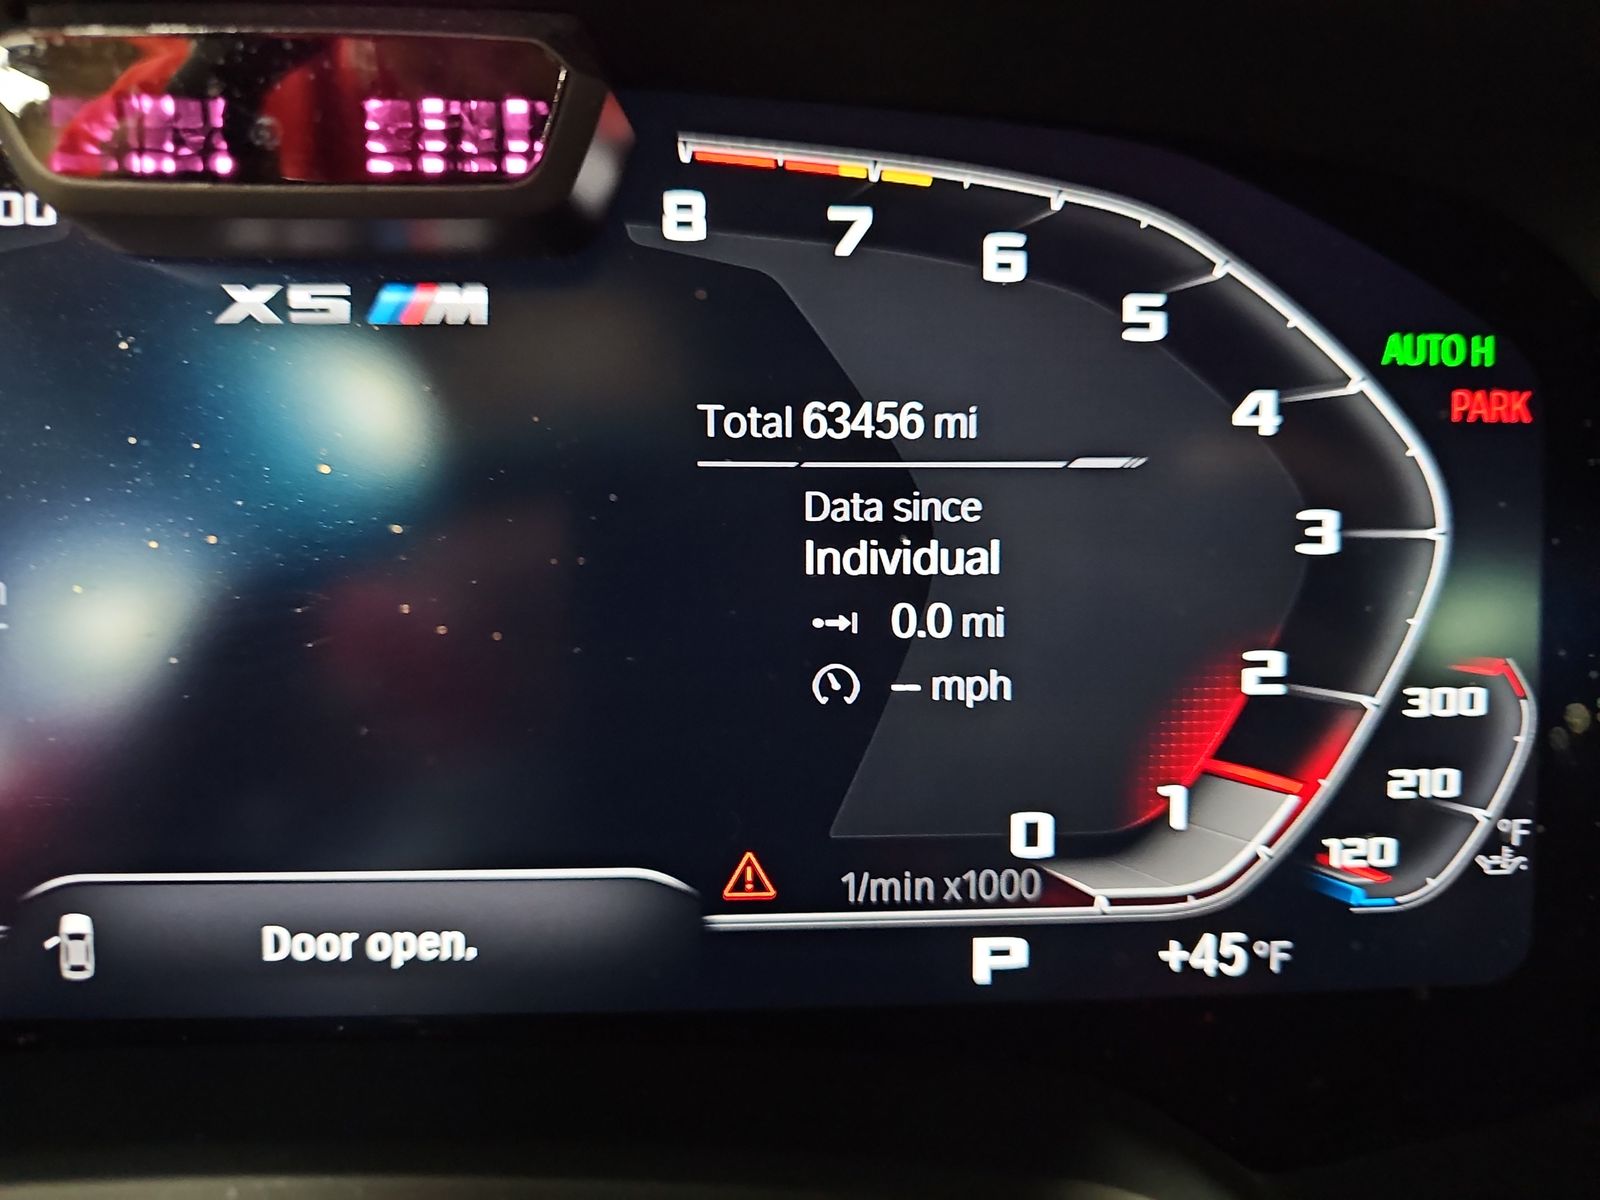 8
7
6
X5 M
5
AUTO H
4
PARK
Total 63456 mi
Data since
3
Individual
0.0 mi
2
– mph
300
210
1
0
°F
120
1/min x1000
Door open.
P
+45 °F